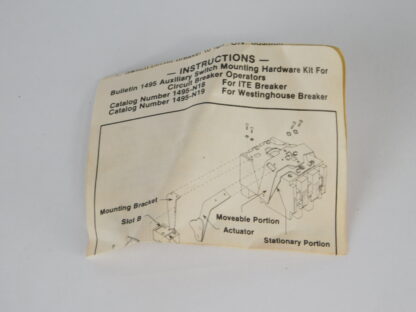 — INSTRUCTIONS —
Bulletin 1495 Auxiliary Switch Mounting Hardware Kit For
Circuit Breaker Operators
Catalog Number 1495-N18 For ITE Breaker
Catalog Number 1495-N19 For Westinghouse Breaker
Mounting Bracket
Slot B
Moveable Portion
Actuator
Stationary Portion